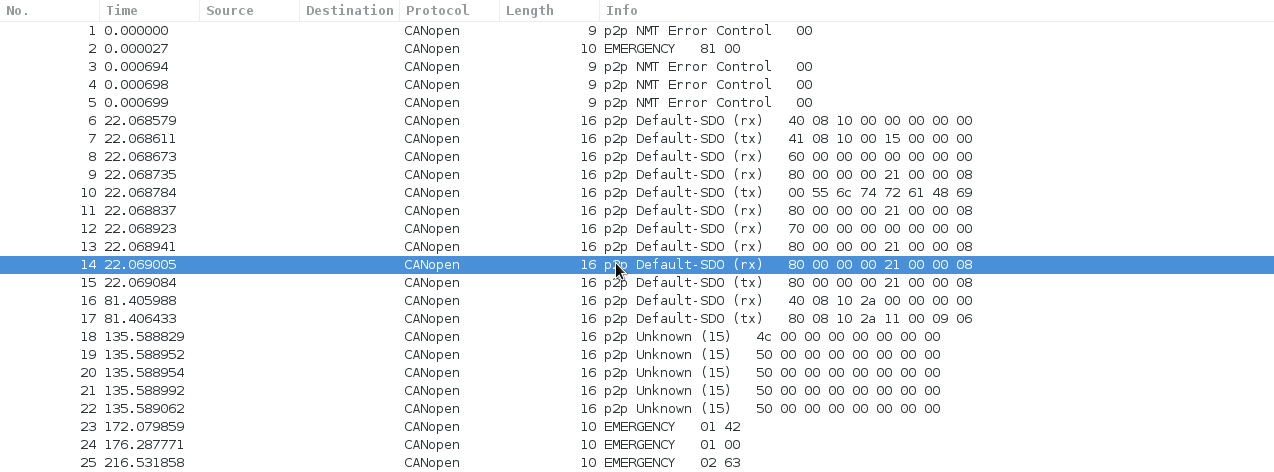 No. Time Source Destination Protocol Length Info
1 0.000000 CANopen 9 p2p NMT Error Control 00
2 0.000027 CANopen 10 EMERGENCY 81 00
3 0.000694 CANopen 9 p2p NMT Error Control 00
4 0.000698 CANopen 9 p2p NMT Error Control 00
5 0.000699 CANopen 9 p2p NMT Error Control 00
6 22.068579 CANopen 16 p2p Default-SDO (rx) 40 08 10 00 00 00 00 00
7 22.068611 CANopen 16 p2p Default-SDO (tx) 41 08 10 00 15 00 00 00
8 22.068673 CANopen 16 p2p Default-SDO (rx) 60 00 00 00 00 00 00 00
9 22.068735 CANopen 16 p2p Default-SDO (rx) 80 00 00 00 21 00 00 08
10 22.068784 CANopen 16 p2p Default-SDO (tx) 00 55 6c 74 72 61 48 69
11 22.068837 CANopen 16 p2p Default-SDO (rx) 80 00 00 00 21 00 00 08
12 22.068923 CANopen 16 p2p Default-SDO (rx) 70 00 00 00 00 00 00 00
13 22.068941 CANopen 16 p2p Default-SDO (rx) 80 00 00 00 21 00 00 08
14 22.069005 CANopen 16 p2p Default-SDO (rx) 80 00 00 00 21 00 00 08
15 22.069084 CANopen 16 p2p Default-SDO (tx) 80 00 00 00 21 00 00 08
16 81.405988 CANopen 16 p2p Default-SDO (rx) 40 08 10 2a 00 00 00 00
17 81.406433 CANopen 16 p2p Default-SDO (tx) 80 08 10 2a 11 00 09 06
18 135.588829 CANopen 16 p2p Unknown (15) 4c 00 00 00 00 00 00 00
19 135.588952 CANopen 16 p2p Unknown (15) 50 00 00 00 00 00 00 00
20 135.588954 CANopen 16 p2p Unknown (15) 50 00 00 00 00 00 00 00
21 135.588992 CANopen 16 p2p Unknown (15) 50 00 00 00 00 00 00 00
22 135.589062 CANopen 16 p2p Unknown (15) 50 00 00 00 00 00 00 00
23 172.079859 CANopen 10 EMERGENCY 01 42
24 176.287771 CANopen 10 EMERGENCY 01 00
25 216.531858 CANopen 10 EMERGENCY 02 63